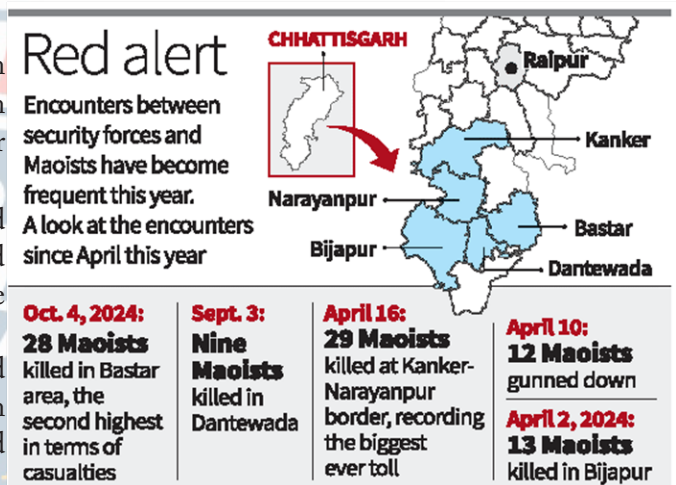 Red alert
Encounters between
security forces and
Maoists have become
frequent this year.
A look at the encounters
since April this year
CHHATTISGARH
Raipur
Kanker
Narayanpur
Bastar
Bijapur
Dantewada
Oct. 4, 2024:
28 Maoists
killed in Bastar
area, the
second highest
in terms of
casualties
Sept. 3:
Nine
Maoists
killed in
Dantewada
April 16:
29 Maoists
killed at Kanker-
Narayanpur
border, recording
the biggest
ever toll
April 10:
12 Maoists
gunned down
April 2, 2024:
13 Maoists
killed in Bijapur